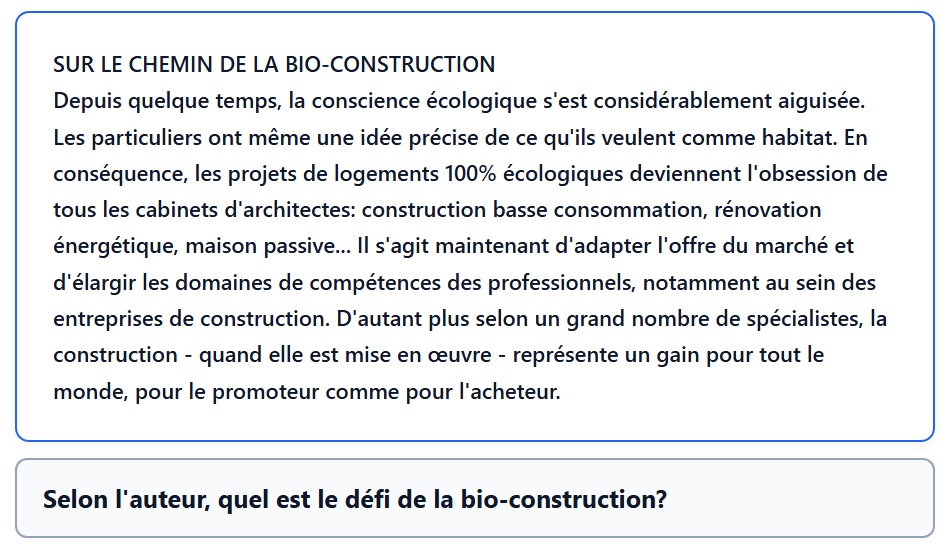 SUR LE CHEMIN DE LA BIO-CONSTRUCTION
Depuis quelque temps, la conscience écologique s'est considérablement aiguisée.
Les particuliers ont même une idée précise de ce qu'ils veulent comme habitat. En
conséquence, les projets de logements 100% écologiques deviennent l'obsession de
tous les cabinets d'architectes: construction basse consommation, rénovation
énergétique, maison passive... Il s'agit maintenant d'adapter l'offre du marché et
d'élargir les domaines de compétences des professionnels, notamment au sein des
entreprises de construction. D'autant plus selon un grand nombre de spécialistes, la
construction - quand elle est mise en œuvre - représente un gain pour tout le
monde, pour le promoteur comme pour l'acheteur.
Selon l'auteur, quel est le défi de la bio-construction?